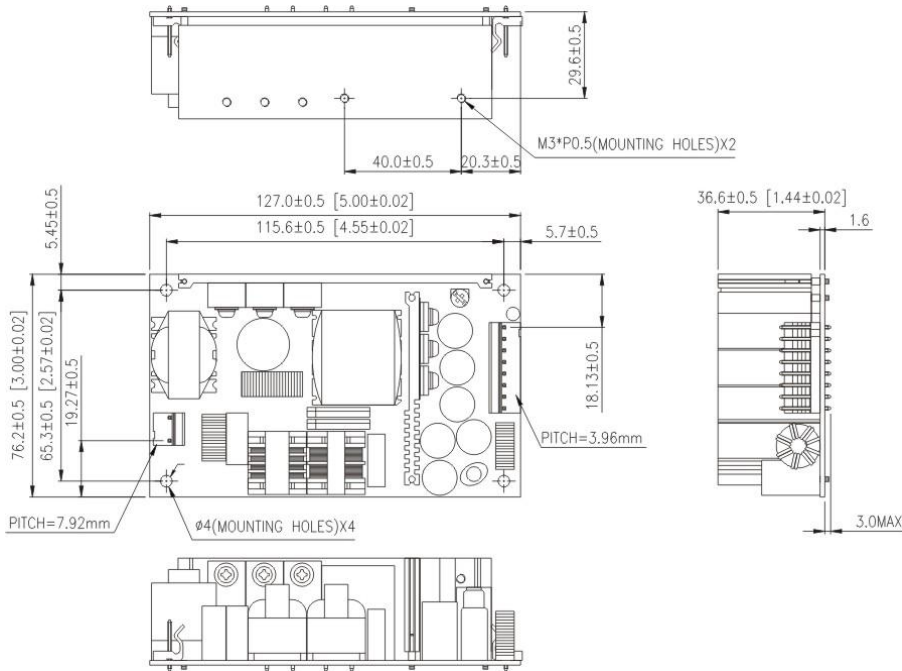 29.6±0.5
M3*P0.5(MOUNTING HOLES)X2
40.0±0.5
20.3±0.5
127.0±0.5 [5.00±0.02]
115.6±0.5 [4.55±0.02]
5.7±0.5
5.45±0.5
36.6±0.5 [1.44±0.02]
1.6
76.2±0.5 [3.00±0.02]
65.3±0.5 [2.57±0.02]
19.27±0.5
18.13±0.5
PITCH=3.96mm
PITCH=7.92mm
ø4(MOUNTING HOLES)X4
3.0MAX